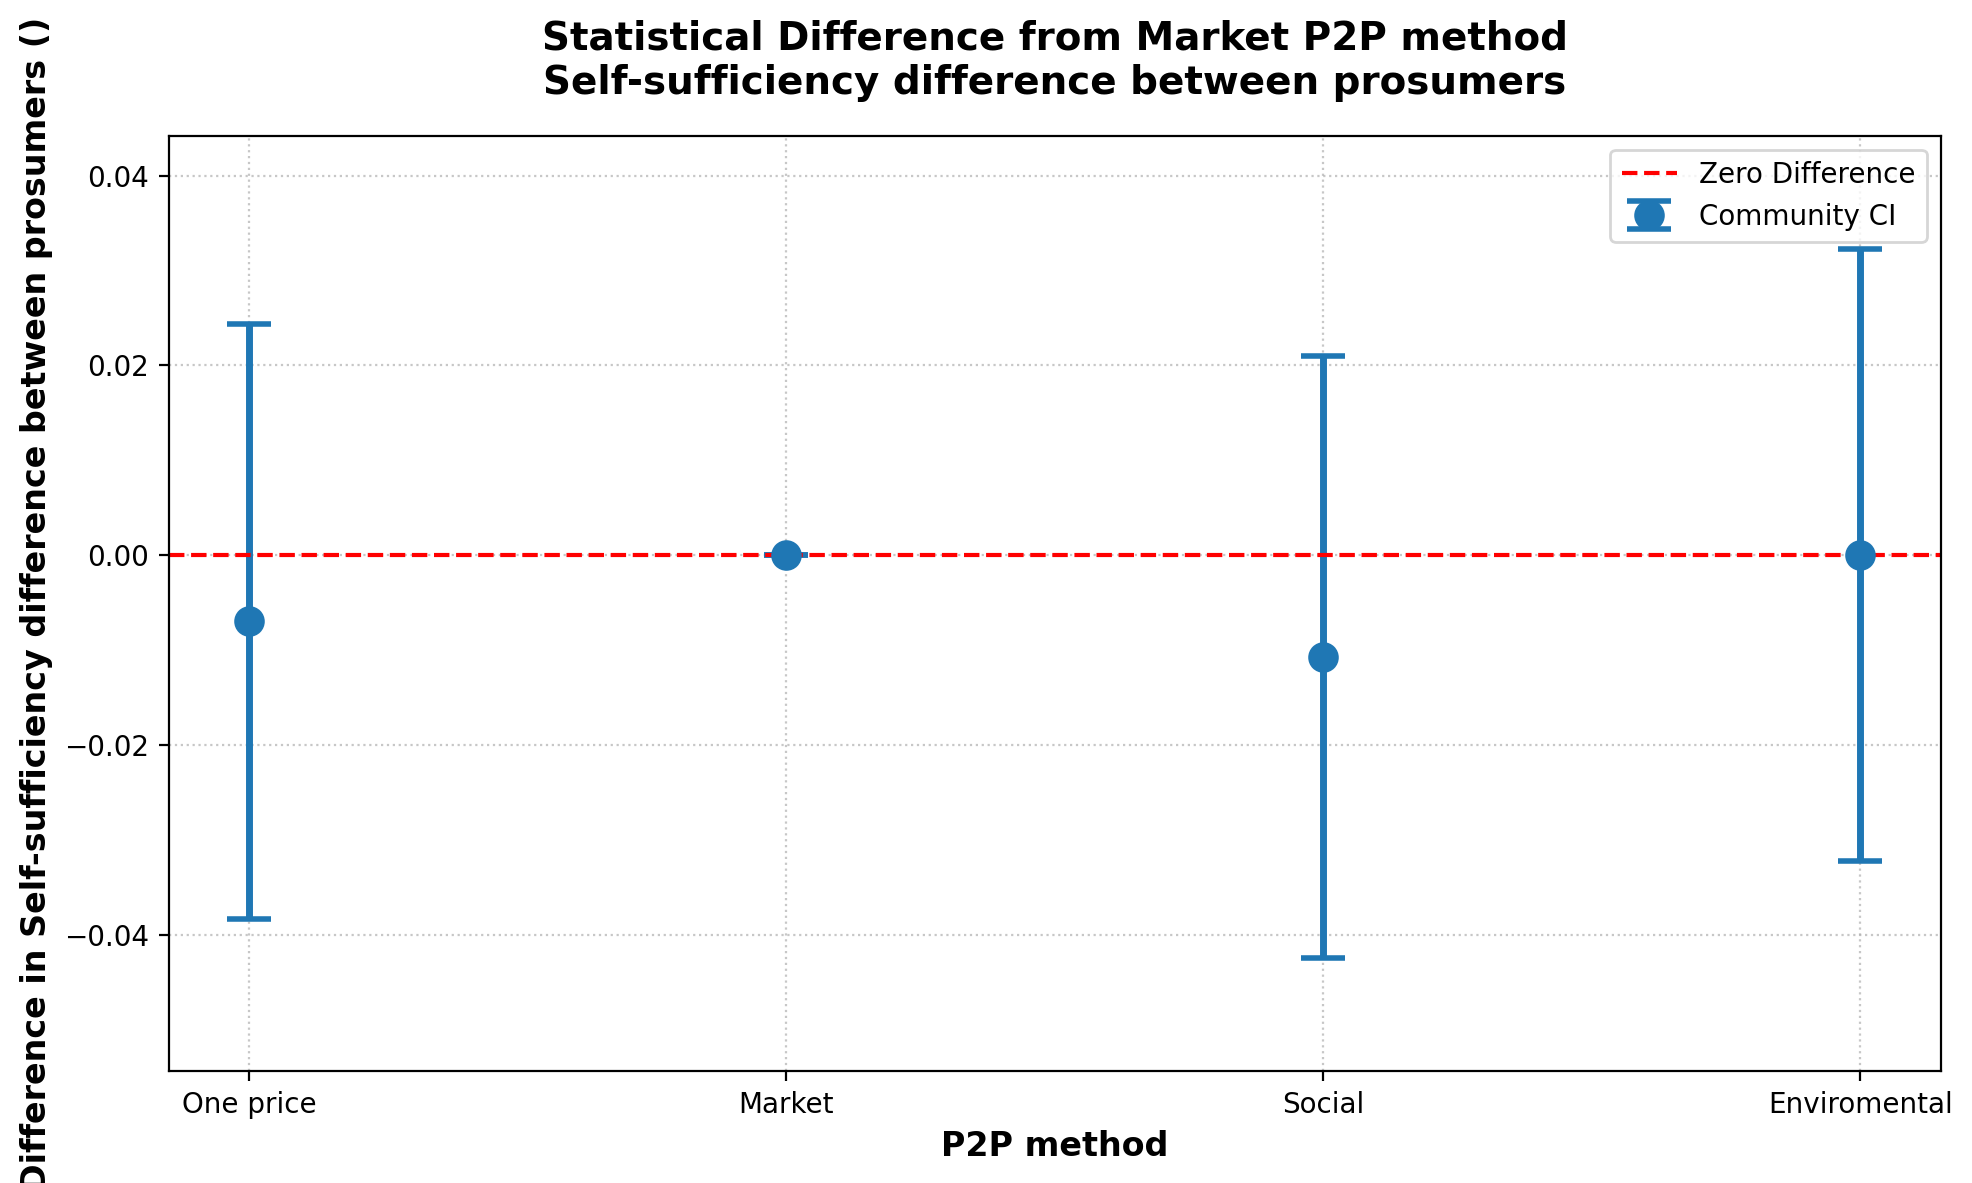 Statistical Difference from Market P2P method
Self-sufficiency difference between prosumers
Difference in Self-sufficiency difference between prosumers ()
0.04
0.02
0.00
−0.02
−0.04
Zero Difference
Community CI
One price
Market
Social
Enviromental
P2P method